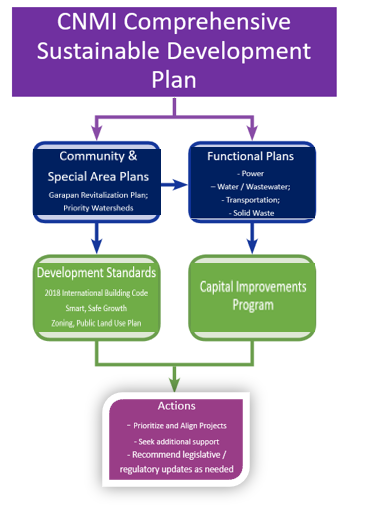 CNMI Comprehensive
Sustainable Development
Plan
Community &
Special Area Plans
Garapan Revitalization Plan;
Priority Watersheds
Functional Plans
- Power
– Water / Wastewater;
- Transportation;
- Solid Waste
Development Standards
2018 International Building Code
Smart, Safe Growth
Zoning, Public Land Use Plan
Capital Improvements
Program
Actions
– Prioritize and Align Projects
- Seek additional support
- Recommend legislative /
regulatory updates as needed